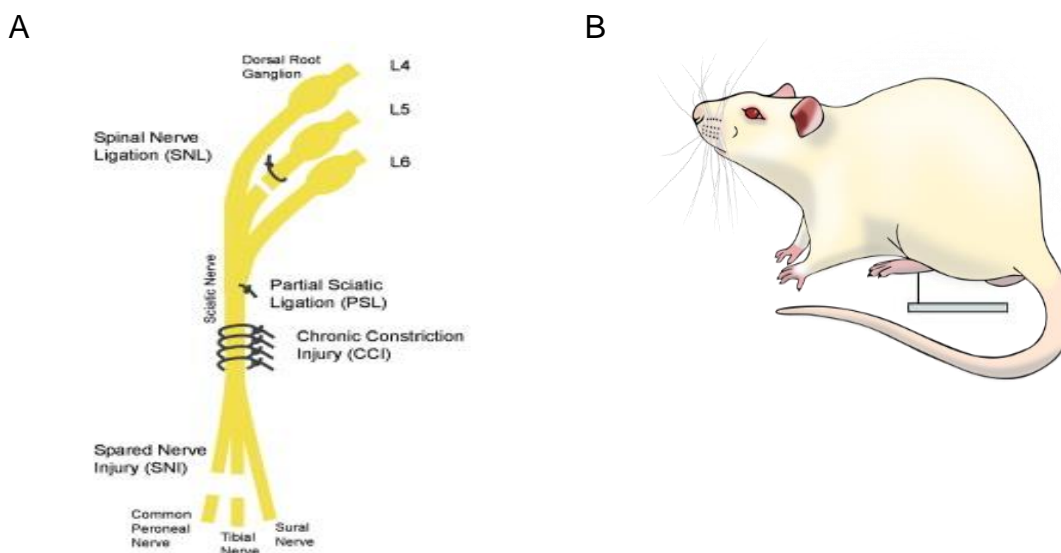 A
B
Dorsal Root
Ganglion
L4
L5
L6
Spinal Nerve
Ligation (SNL)
Sciatic Nerve
Partial Sciatic
Ligation (PSL)
Chronic Constriction
Injury (CCI)
Spared Nerve
Injury (SNI)
Common
Peroneal
Nerve
Tibial
Nerve
Sural
Nerve